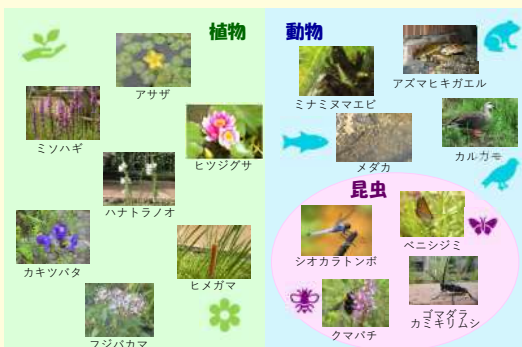 植物
アサザ
ミソハギ
ヒツジグサ
ハナトラノオ
カキツバタ
ヒメガマ
フジバカマ
動物
アズマヒキガエル
ミナミヌマエビ
メダカ
カルガモ
昆虫
ベニシジミ
シオカラトンボ
ゴマダラ
カミキリムシ
クマバチ